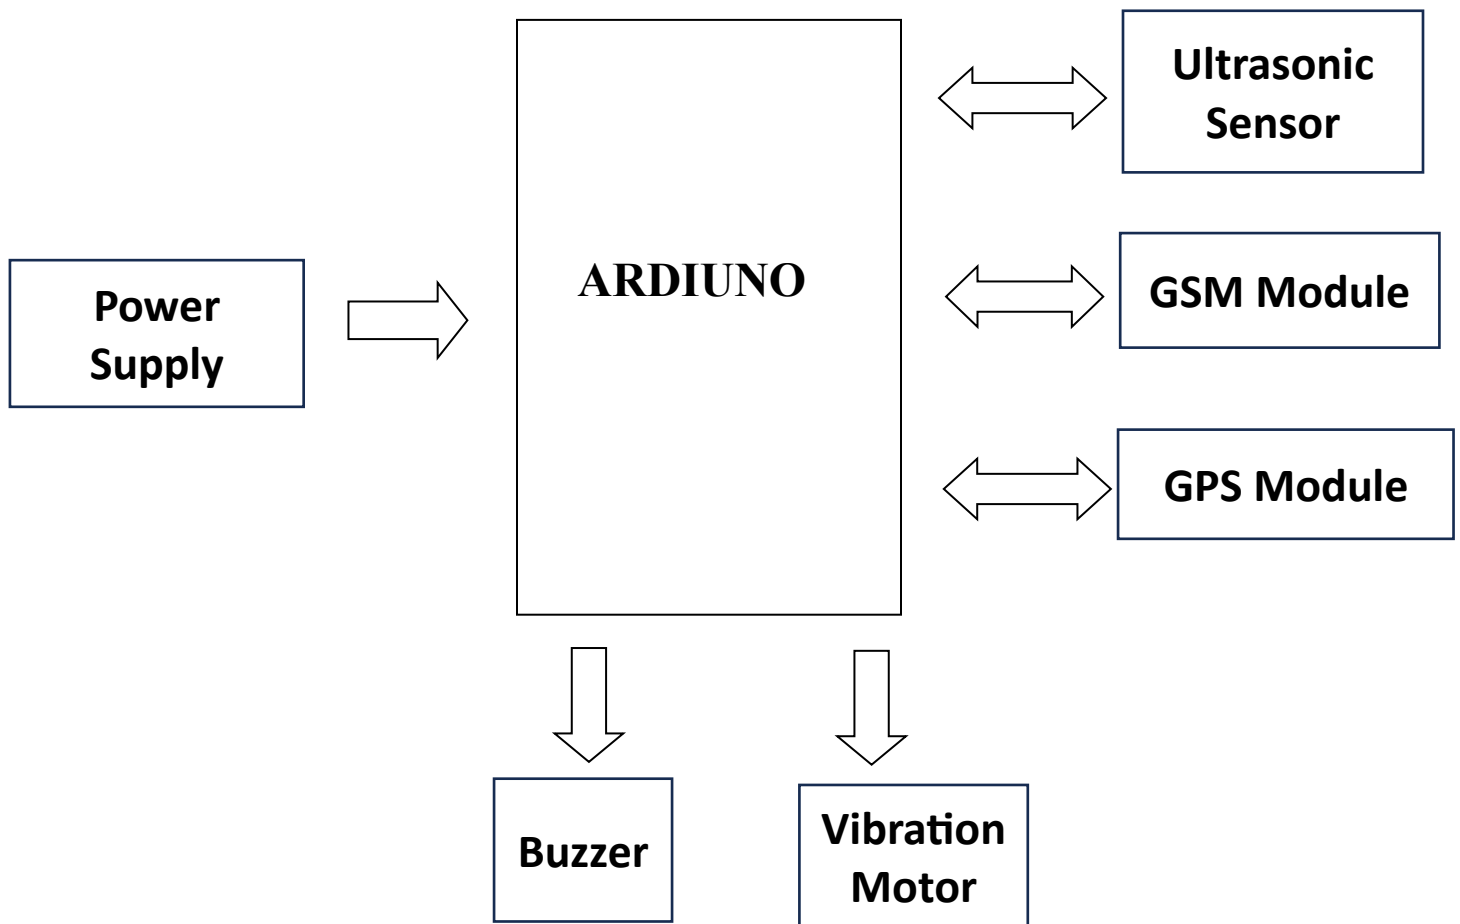 Ultrasonic
Sensor
ARDIUNO
GSM Module
Power
Supply
GPS Module
Buzzer
Vibration
Motor